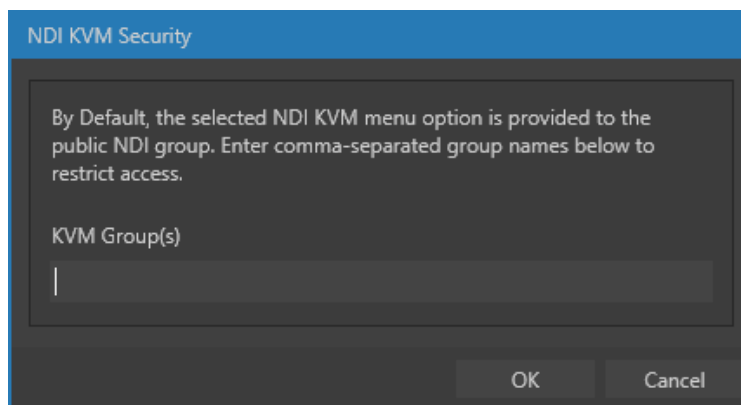 NDI KVM Security
By Default, the selected NDI KVM menu option is provided to the
public NDI group. Enter comma-separated group names below to
restrict access.
KVM Group(s)
OK Cancel